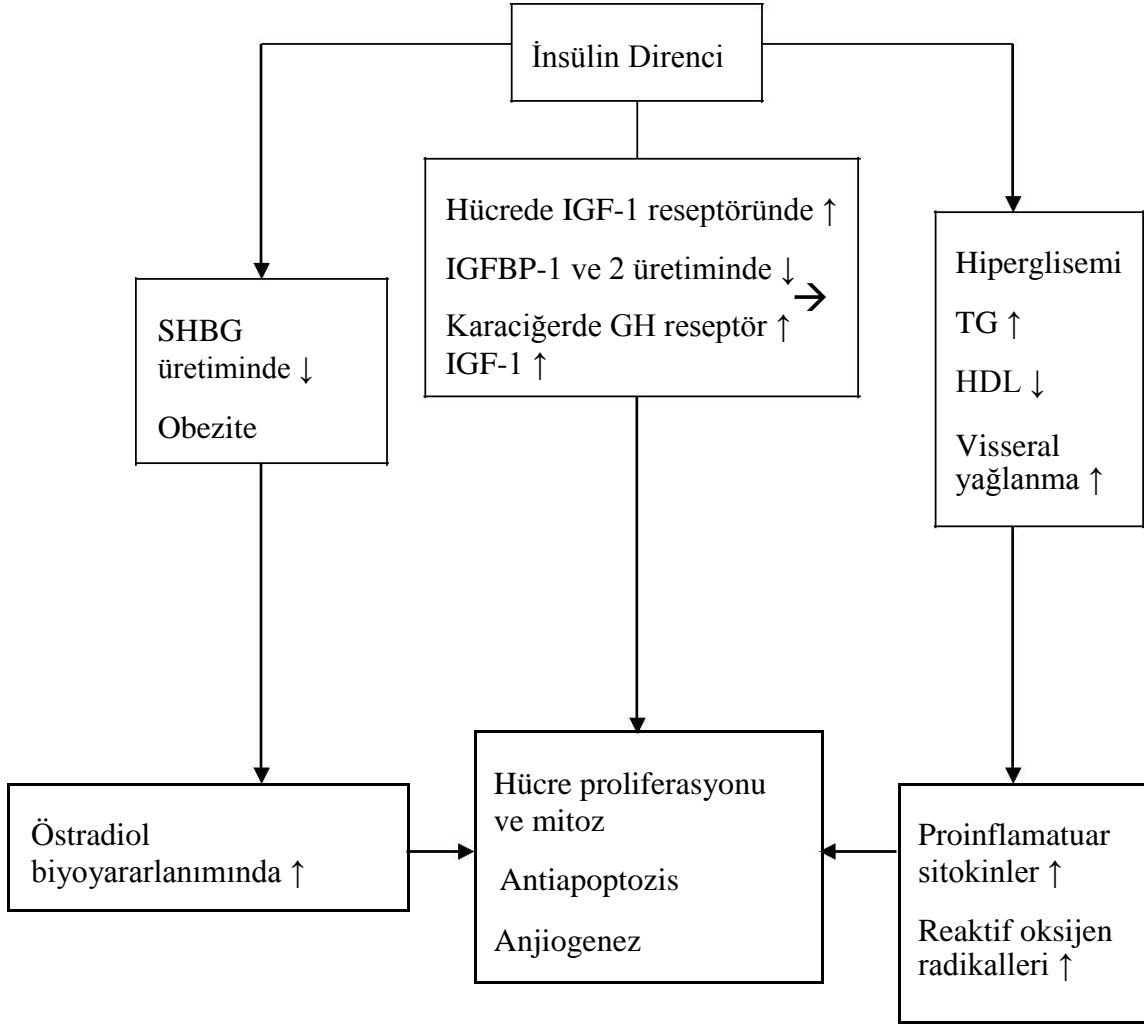 İnsülin Direnci
Hücrede IGF-1 reseptöründe ↑
IGFBP-1 ve 2 üretiminde ↓
→
Karaciğerde GH reseptör ↑
IGF-1 ↑
SHBG
üretiminde ↓
Obezite
Hiperglisemi
TG ↑
HDL ↓
Visseral
yağlanma ↑
Östradiol
biyoyararlanımında ↑
Hücre proliferasyonu
ve mitoz
Antiapoptozis
Anjiogenez
Proinflamatuar
sitokinler ↑
Reaktif oksijen
radikalleri ↑